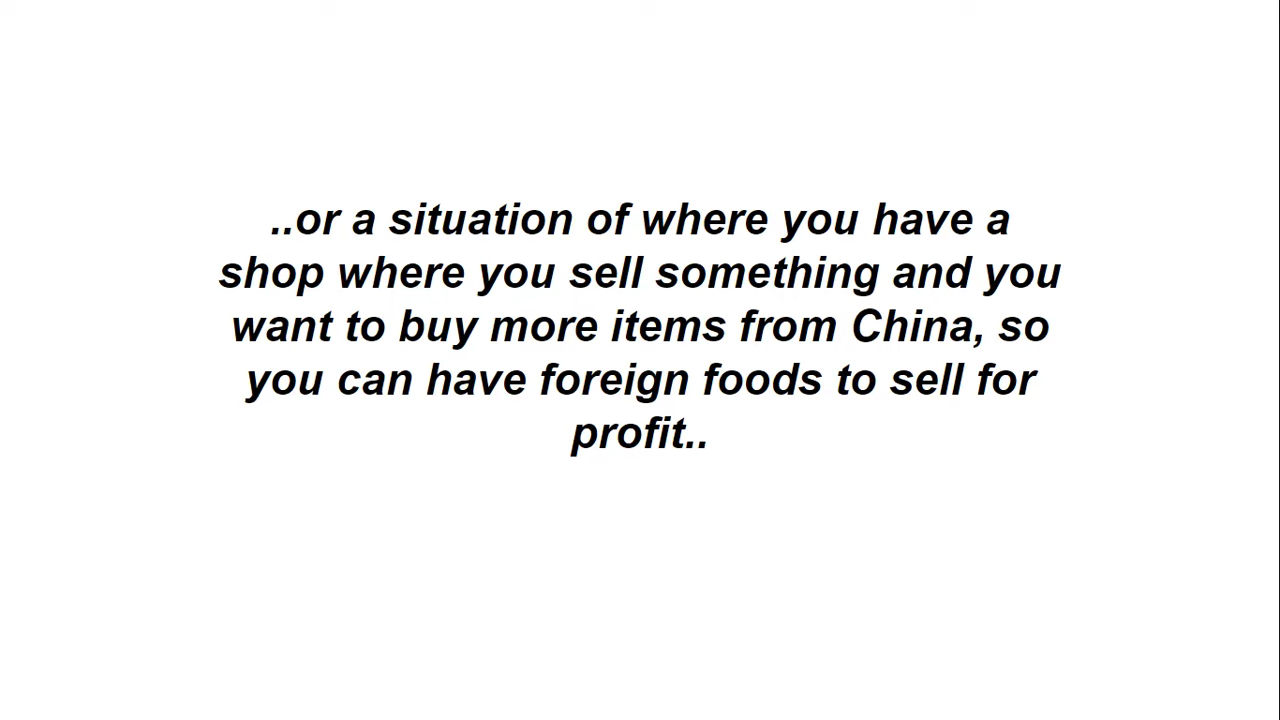 ..or a situation of where you have a
shop where you sell something and you
want to buy more items from China, so
you can have foreign foods to sell for
profit..